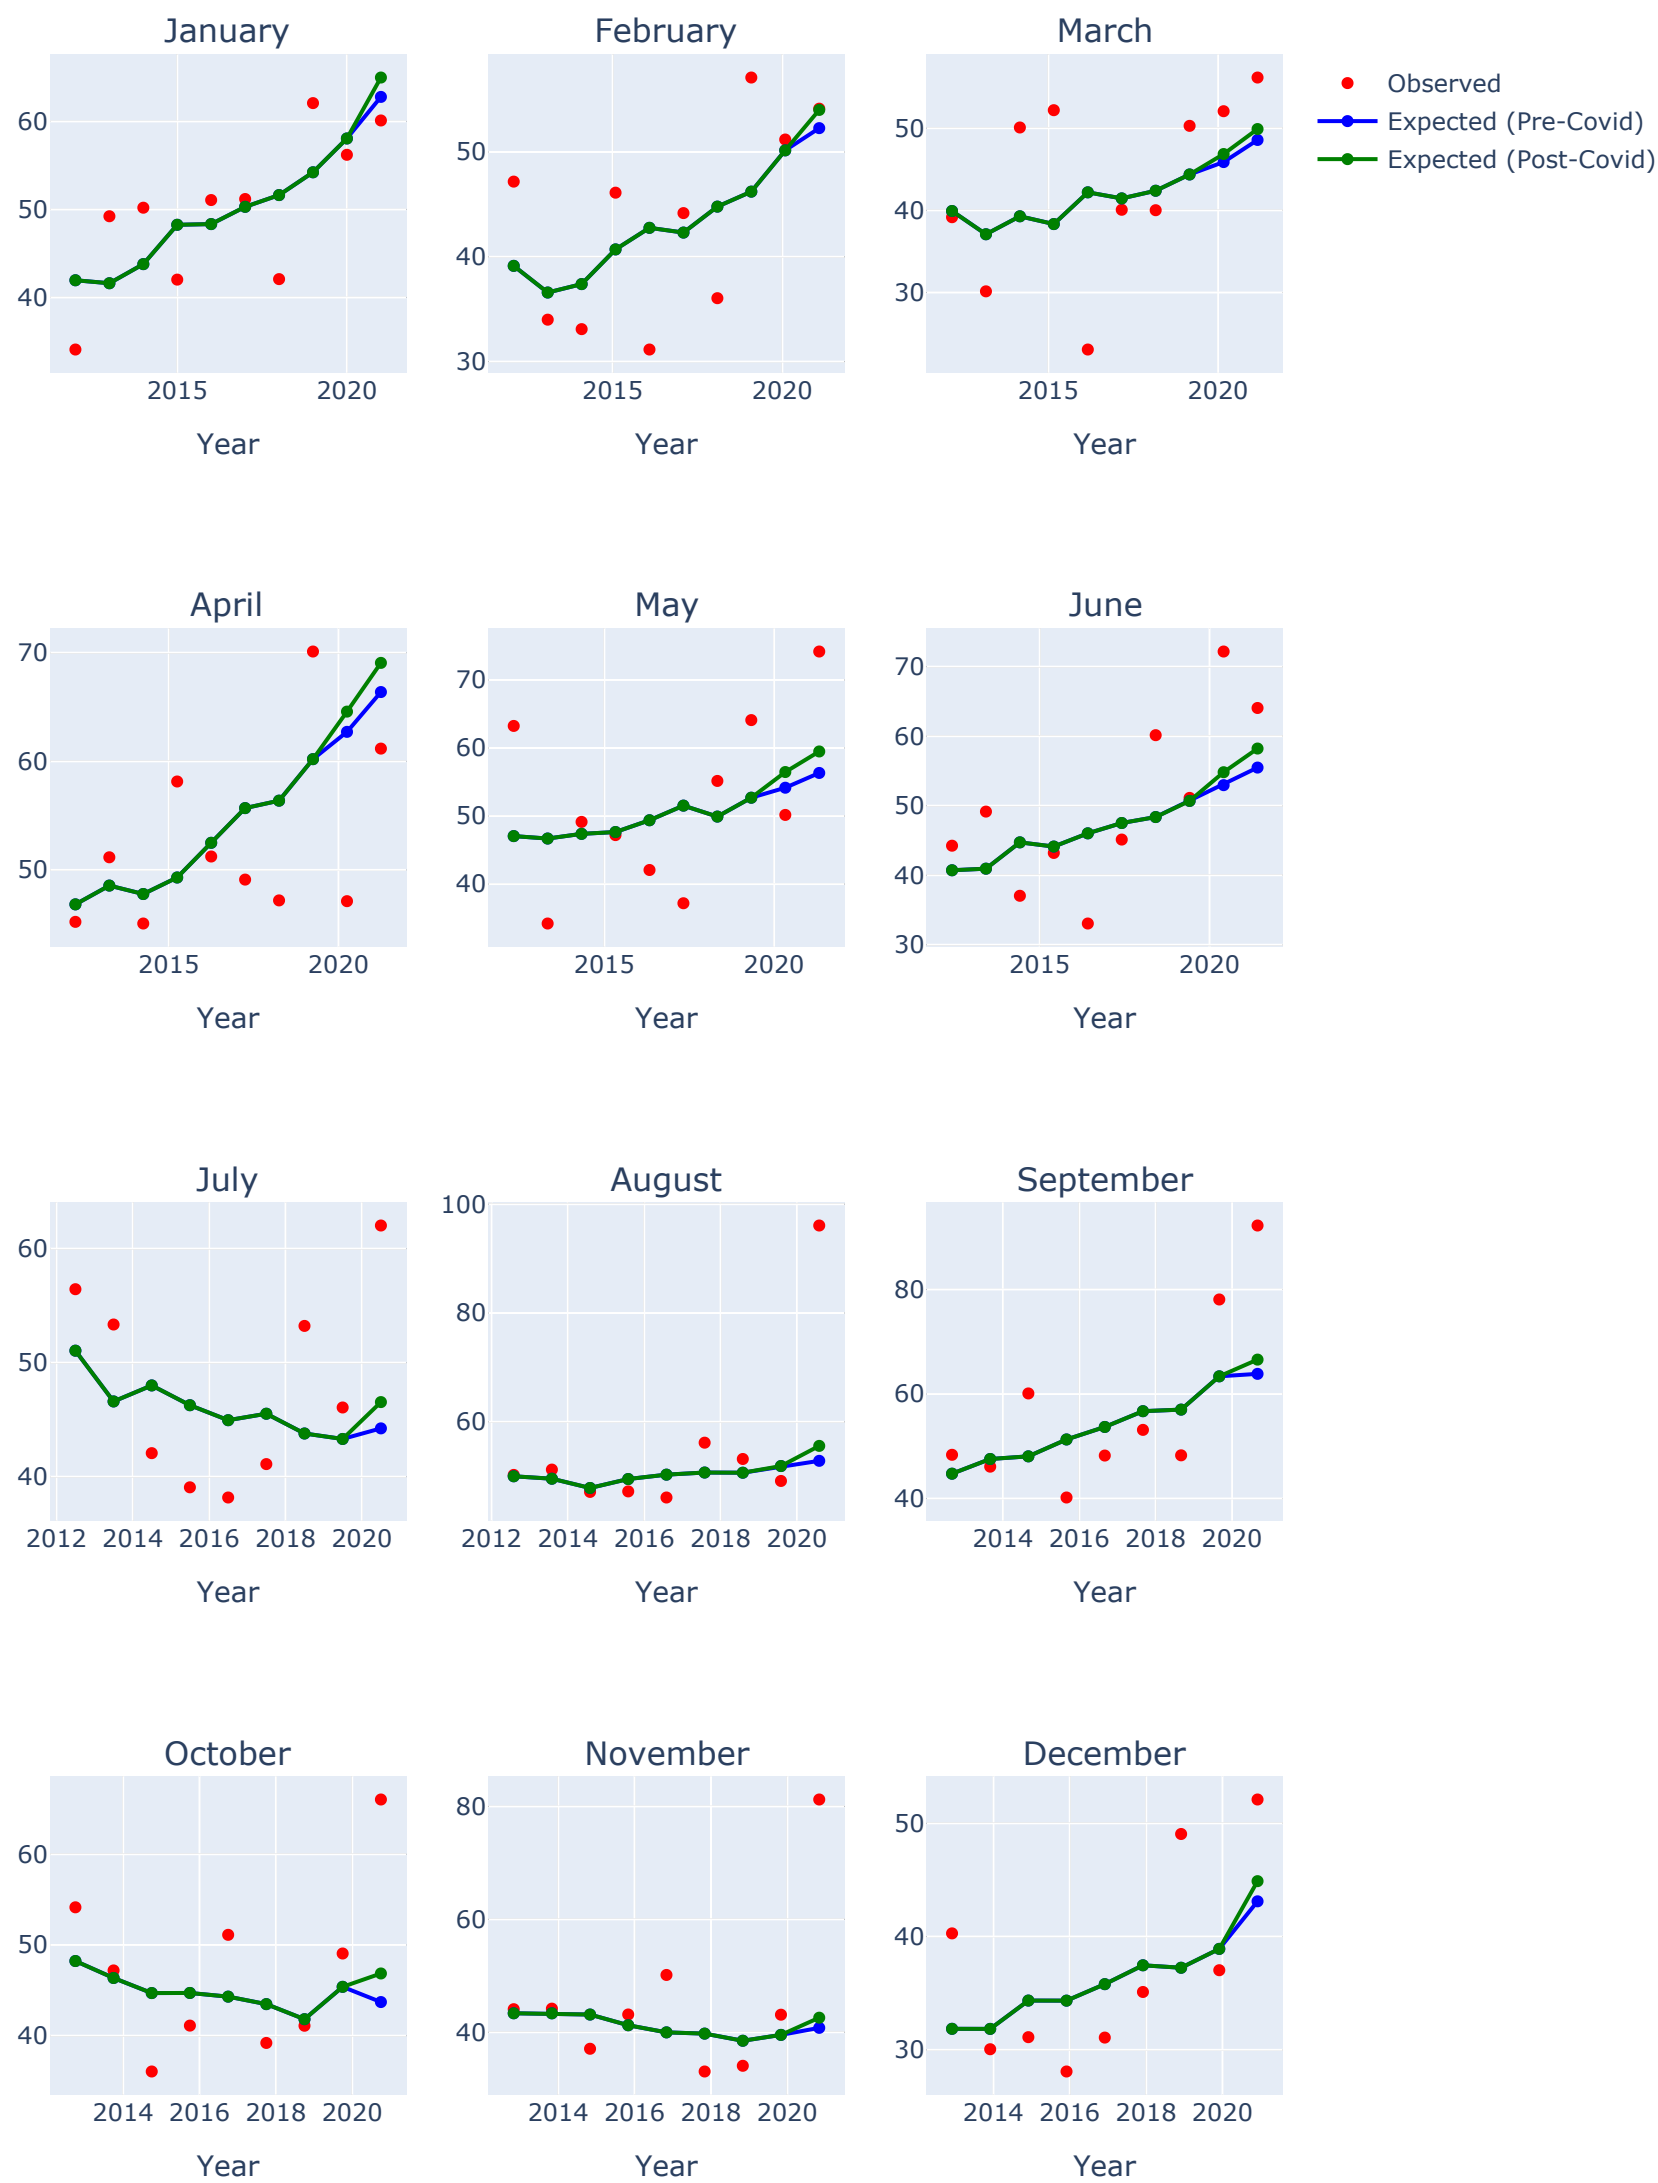 January
February
March
Observed
Expected (Pre-Covid)
Expected (Post-Covid)
60
50
40
2015
2020
Year
50
40
30
2015
2020
Year
50
40
30
2015
2020
Year
April
May
June
70
60
50
2015
2020
Year
70
60
50
40
2015
2020
Year
70
60
50
40
30
2015
2020
Year
July
August
September
60
50
40
2012
2014
2016
2018
2020
Year
100
80
60
2012
2014
2016
2018
2020
Year
80
60
40
2014
2016
2018
2020
Year
October
November
December
60
50
40
2014
2016
2018
2020
Year
80
60
40
2014
2016
2018
2020
Year
50
40
30
2014
2016
2018
2020
Year